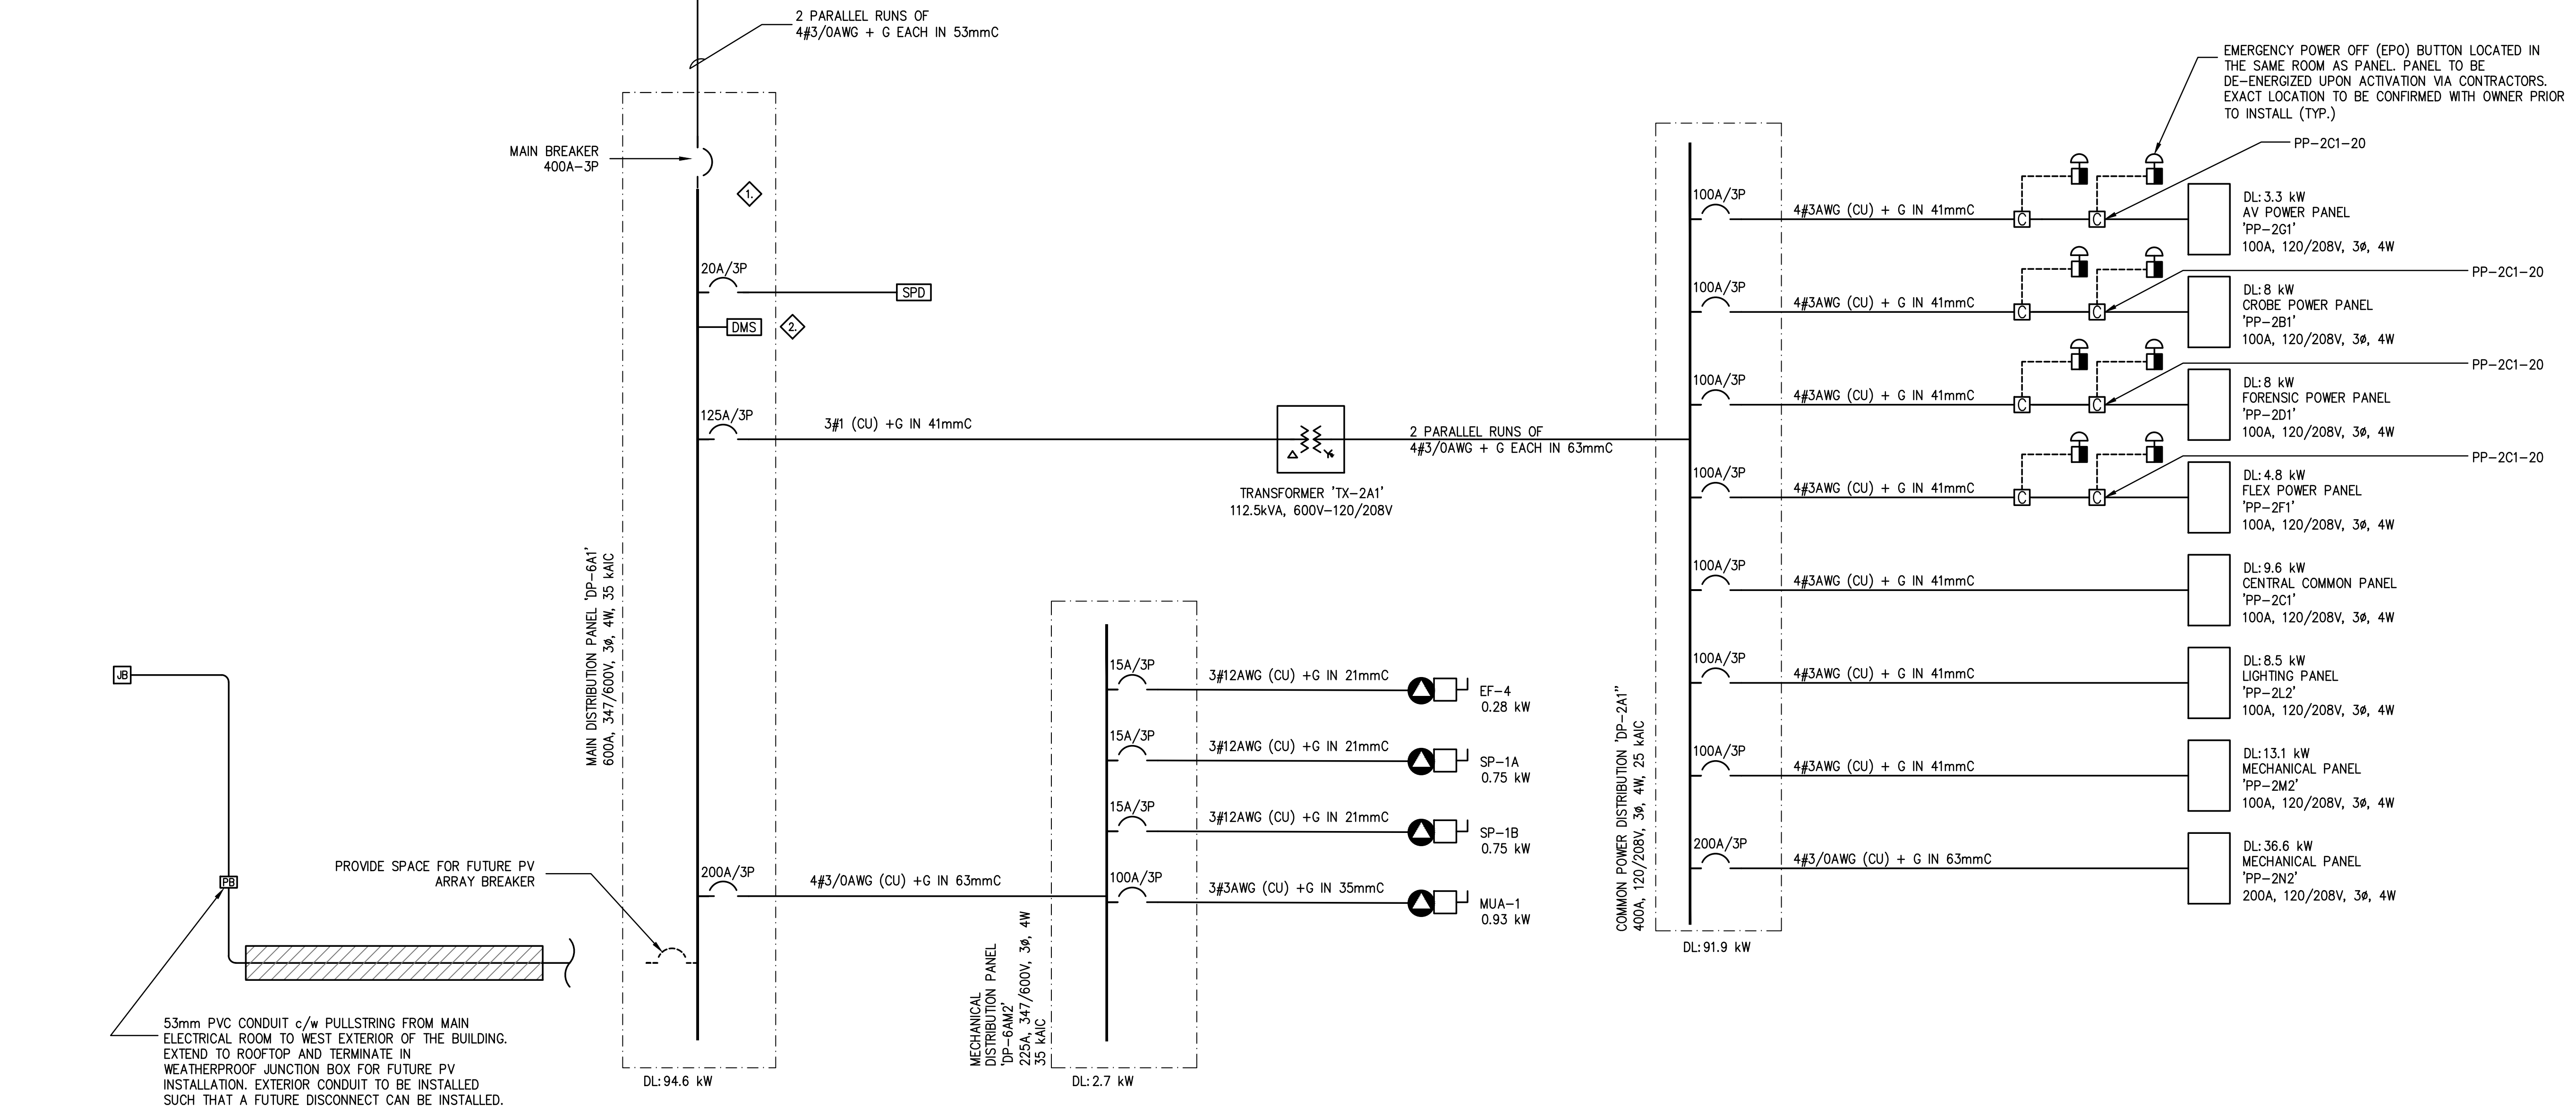 2 PARALLEL RUNS OF
4#3/0AWG + G EACH IN 53mmC
MAIN BREAKER
400A-3P
1.
20A/3P
SPD
DMS
2.
125A/3P
3#1 (CU) +G IN 41mmC
TRANSFORMER 'TX-2A1'
112.5kVA, 600V-120/208V
2 PARALLEL RUNS OF
4#3/0AWG + G EACH IN 63mmC
MAIN DISTRIBUTION PANEL 'DP-6A1'
600A, 347/600V, 3ø, 4W, 35 kAIC
200A/3P
4#3/0AWG (CU) +G IN 63mmC
PROVIDE SPACE FOR FUTURE PV
ARRAY BREAKER
DL: 94.6 kW
JB
PB
53mm PVC CONDUIT c/w PULLSTRING FROM MAIN
ELECTRICAL ROOM TO WEST EXTERIOR OF THE BUILDING.
EXTEND TO ROOFTOP AND TERMINATE IN
WEATHERPROOF JUNCTION BOX FOR FUTURE PV
INSTALLATION. EXTERIOR CONDUIT TO BE INSTALLED
SUCH THAT A FUTURE DISCONNECT CAN BE INSTALLED.
MECHANICAL
DISTRIBUTION PANEL
'DP-6AM2'
225A, 347/600V, 3ø, 4W
35 kAIC
15A/3P
3#12AWG (CU) +G IN 21mmC
EF-4
0.28 kW
15A/3P
3#12AWG (CU) +G IN 21mmC
SP-1A
0.75 kW
15A/3P
3#12AWG (CU) +G IN 21mmC
SP-1B
0.75 kW
100A/3P
3#3AWG (CU) +G IN 35mmC
MUA-1
0.93 kW
DL: 2.7 kW
COMMON POWER DISTRIBUTION 'DP-2A1"
400A, 120/208V, 3ø, 4W, 25 kAIC
EMERGENCY POWER OFF (EPO) BUTTON LOCATED IN
THE SAME ROOM AS PANEL. PANEL TO BE
DE-ENERGIZED UPON ACTIVATION VIA CONTRACTORS.
EXACT LOCATION TO BE CONFIRMED WITH OWNER PRIOR
TO INSTALL (TYP.)
PP-2C1-20
100A/3P
4#3AWG (CU) + G IN 41mmC
C
C
DL: 3.3 kW
AV POWER PANEL
'PP-2G1'
100A, 120/208V, 3ø, 4W
PP-2C1-20
100A/3P
4#3AWG (CU) + G IN 41mmC
C
C
DL: 8 kW
CROBE POWER PANEL
'PP-2B1'
100A, 120/208V, 3ø, 4W
PP-2C1-20
100A/3P
4#3AWG (CU) + G IN 41mmC
C
C
DL: 8 kW
FORENSIC POWER PANEL
'PP-2D1'
100A, 120/208V, 3ø, 4W
PP-2C1-20
100A/3P
4#3AWG (CU) + G IN 41mmC
C
C
DL: 4.8 kW
FLEX POWER PANEL
'PP-2F1'
100A, 120/208V, 3ø, 4W
100A/3P
4#3AWG (CU) + G IN 41mmC
DL: 9.6 kW
CENTRAL COMMON PANEL
'PP-2C1'
100A, 120/208V, 3ø, 4W
100A/3P
4#3AWG (CU) + G IN 41mmC
DL: 8.5 kW
LIGHTING PANEL
'PP-2L2'
100A, 120/208V, 3ø, 4W
100A/3P
4#3AWG (CU) + G IN 41mmC
DL: 13.1 kW
MECHANICAL PANEL
'PP-2M2'
100A, 120/208V, 3ø, 4W
200A/3P
4#3/0AWG (CU) + G IN 63mmC
DL: 36.6 kW
MECHANICAL PANEL
'PP-2N2'
200A, 120/208V, 3ø, 4W
DL: 91.9 kW